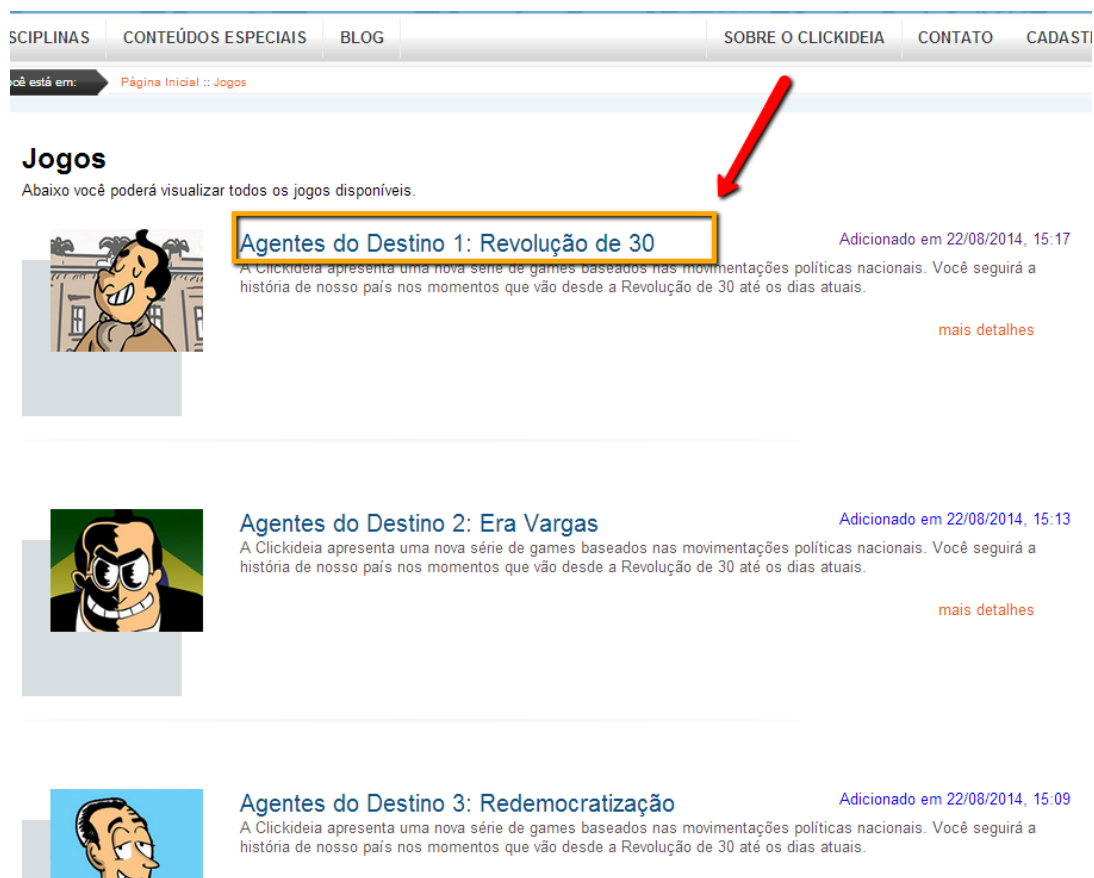 CONTEÚDOS ESPECIAIS BLOG SOBRE O CLICKIDEIA CONTATO
está em: Página Inicial :: Jogos
Jogos
Abaixo você poderá visualizar todos os jogos disponíveis.
Agentes do Destino 1: Revolução de 30 Adicionado em 22/08/2014, 15:17
A Clickideia apresenta uma nova série de games baseados nas movimentações políticas nacionais. Você seguirá a
história de nosso país nos momentos que vão desde a Revolução de 30 até os dias atuais.
mais detalhes
Agentes do Destino 2: Era Vargas Adicionado em 22/08/2014, 15:13
A Clickideia apresenta uma nova série de games baseados nas movimentações políticas nacionais. Você seguirá a
história de nosso país nos momentos que vão desde a Revolução de 30 até os dias atuais.
mais detalhes
Agentes do Destino 3: Redemocratização Adicionado em 22/08/2014, 15:09
A Clickideia apresenta uma nova série de games baseados nas movimentações políticas nacionais. Você seguirá a
história de nosso país nos momentos que vão desde a Revolução de 30 até os dias atuais.